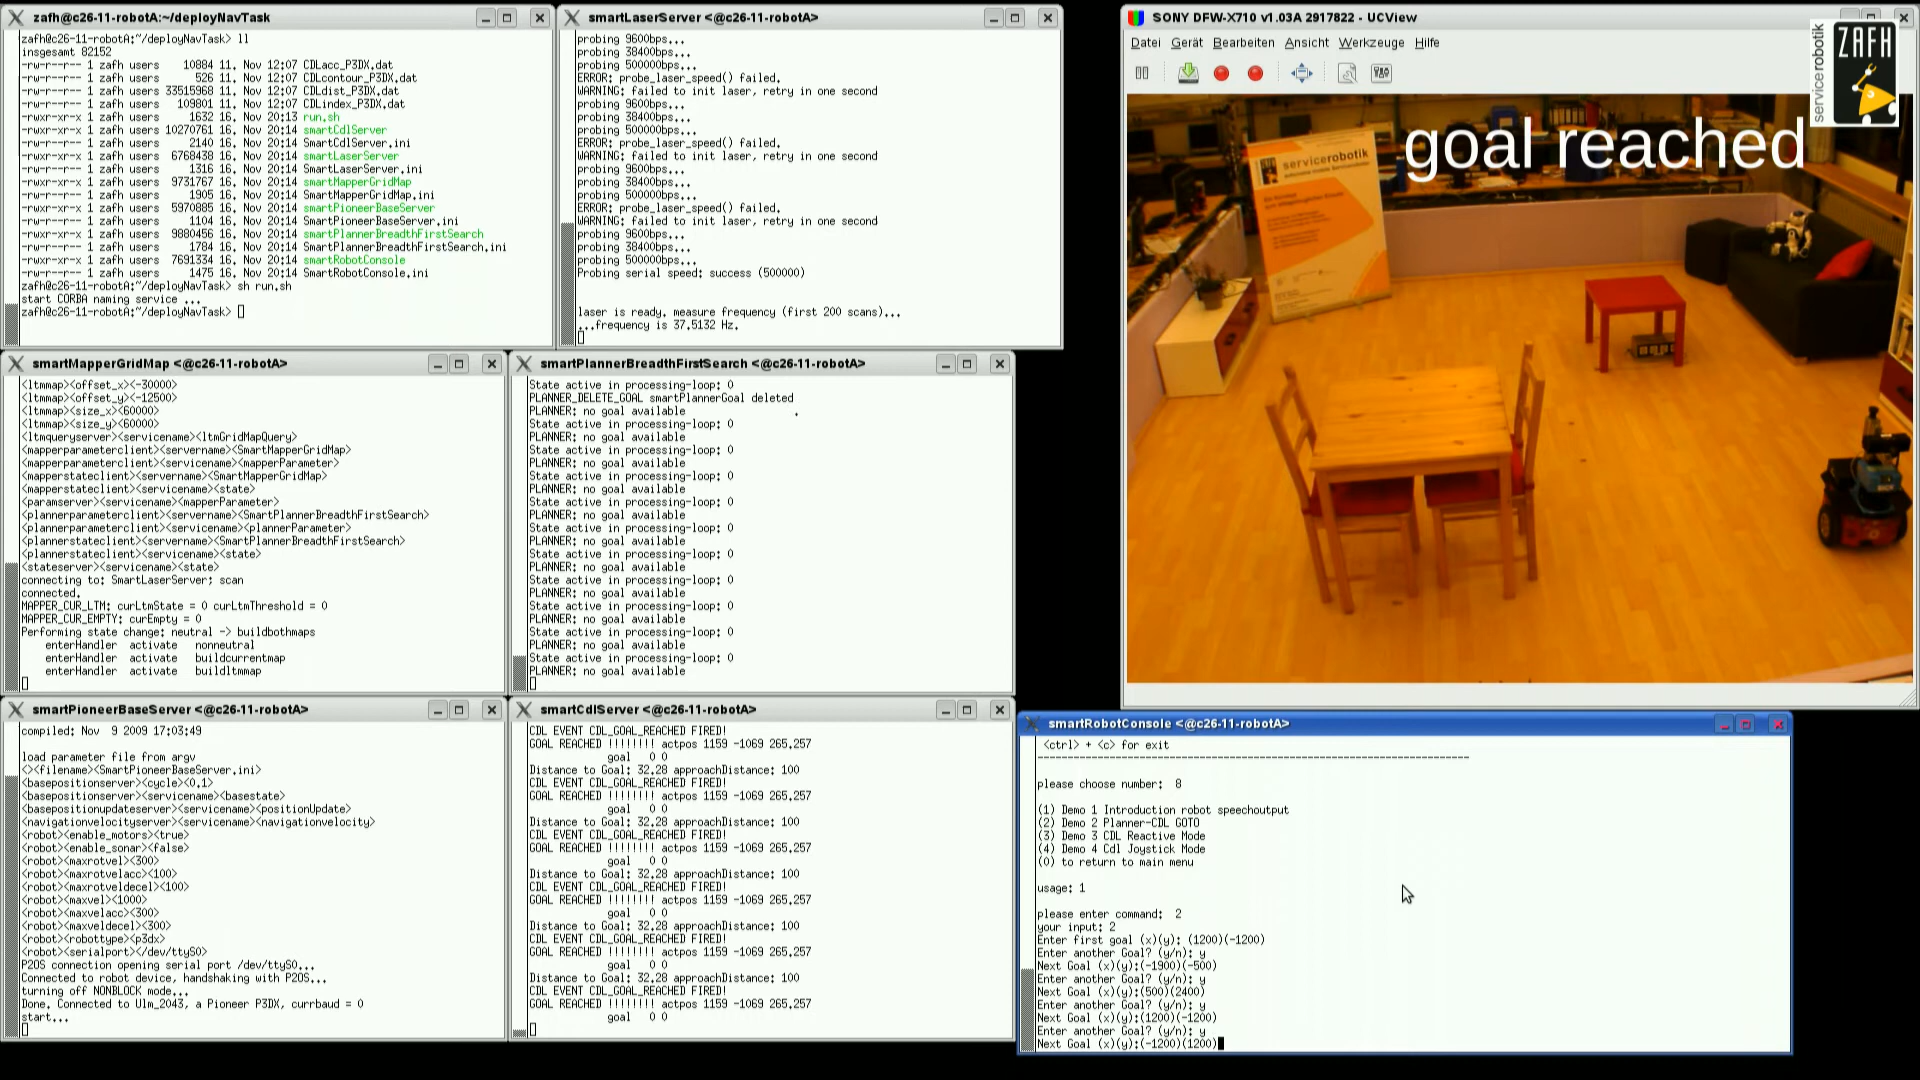 zafh@c26-11-robotA:~/deployNavTask
zafh@c26-11-robotA:~/deployNavTask> ll
insgesamt 82152
-rw-r--r-- 1 zafh users    10884 11. Nov 12:07 CDLacc_P3DX.dat
-rw-r--r-- 1 zafh users      526 11. Nov 12:07 CDLcontour_P3DX.dat
-rw-r--r-- 1 zafh users 33515968 11. Nov 12:07 CDLdist_P3DX.dat
-rw-r--r-- 1 zafh users   109801 11. Nov 12:07 CDLindex_P3DX.dat
-rwxr-xr-x 1 zafh users     1632 16. Nov 20:13 run.sh
-rwxr-xr-x 1 zafh users 10270761 16. Nov 20:14 smartCdlServer
-rw-r--r-- 1 zafh users     2140 16. Nov 20:14 SmartCdlServer.ini
-rwxr-xr-x 1 zafh users  6768438 16. Nov 20:14 smartLaserServer
-rw-r--r-- 1 zafh users     1316 16. Nov 20:14 SmartLaserServer.ini
-rwxr-xr-x 1 zafh users  9731767 16. Nov 20:14 smartMapperGridMap
-rw-r--r-- 1 zafh users     1905 16. Nov 20:14 SmartMapperGridMap.ini
-rwxr-xr-x 1 zafh users  5970885 16. Nov 20:14 smartPioneerBaseServer
-rw-r--r-- 1 zafh users     1104 16. Nov 20:14 SmartPioneerBaseServer.ini
-rwxr-xr-x 1 zafh users  9880456 16. Nov 20:14 smartPlannerBreadthFirstSearch
-rw-r--r-- 1 zafh users     1784 16. Nov 20:14 SmartPlannerBreadthFirstSearch.ini
-rwxr-xr-x 1 zafh users  7691334 16. Nov 20:14 smartRobotConsole
-rw-r--r-- 1 zafh users     1475 16. Nov 20:14 SmartRobotConsole.ini
zafh@c26-11-robotA:~/deployNavTask> sh run.sh
start CORBA naming service ...
zafh@c26-11-robotA:~/deployNavTask>
smartLaserServer <@c26-11-robotA>
probing 9600bps...
probing 38400bps...
probing 500000bps...
ERROR: probe_laser_speed() failed.
WARNING: failed to init laser, retry in one second
probing 9600bps...
probing 38400bps...
probing 500000bps...
ERROR: probe_laser_speed() failed.
WARNING: failed to init laser, retry in one second
probing 9600bps...
probing 38400bps...
probing 500000bps...
ERROR: probe_laser_speed() failed.
WARNING: failed to init laser, retry in one second
probing 9600bps...
probing 38400bps...
probing 500000bps...
Probing serial speed: success (500000)
laser is ready. measure frequency (first 200 scans)...
...frequency is 37.5132 Hz.
SONY DFW-X710 v1.03A 2917822 - UCView
Datei Gerät Bearbeiten Ansicht Werkzeuge Hilfe
servicerobotik
ZAFH
goal reached
servicerobotik
smartMapperGridMap <@c26-11-robotA>
<ltmmap><offset_x><-30000>
<ltmmap><offset_y><-12500>
<ltmmap><size_x><60000>
<ltmmap><size_y><60000>
<ltmqueryserver><servicename><ltmGridMapQuery>
<mapperparameterclient><servername><SmartMapperGridMap>
<mapperparameterclient><servicename><mapperParameter>
<mapperstateclient><servername><SmartMapperGridMap>
<mapperstateclient><servicename><state>
<paramserver><servicename><mapperParameter>
<plannerparameterclient><servername><SmartPlannerBreadthFirstSearch>
<plannerparameterclient><servicename><plannerParameter>
<plannerstateclient><servername><SmartPlannerBreadthFirstSearch>
<plannerstateclient><servicename><state>
<stateserver><servicename><state>
connecting to: SmartLaserServer; scan
connected.
MAPPER_CUR_LTM: curLtmState = 0 curLtmThreshold = 0
MAPPER_CUR_EMPTY: curEmpty = 0
Performing state change: neutral -> buildbothmaps
enterHandler  activate   nonneutral
enterHandler  activate   buildcurrentmap
enterHandler  activate   buildltmmap
smartPlannerBreadthFirstSearch <@c26-11-robotA>
State active in processing-loop: 0
PLANNER_DELETE_GOAL smartPlannerGoal deleted
PLANNER: no goal available
State active in processing-loop: 0
PLANNER: no goal available
State active in processing-loop: 0
PLANNER: no goal available
State active in processing-loop: 0
PLANNER: no goal available
State active in processing-loop: 0
PLANNER: no goal available
State active in processing-loop: 0
PLANNER: no goal available
State active in processing-loop: 0
PLANNER: no goal available
State active in processing-loop: 0
PLANNER: no goal available
State active in processing-loop: 0
PLANNER: no goal available
State active in processing-loop: 0
PLANNER: no goal available
State active in processing-loop: 0
PLANNER: no goal available
smartPioneerBaseServer <@c26-11-robotA>
compiled: Nov  9 2009 17:03:49
load parameter file from argv
<><filename><SmartPioneerBaseServer.ini>
<basepositionserver><cycle><0.1>
<basepositionserver><servicename><basestate>
<basepositionupdateserver><servicename><positionUpdate>
<navigationvelocityserver><servicename><navigationvelocity>
<robot><enable_motors><true>
<robot><enable_sonar><false>
<robot><maxrotvel><300>
<robot><maxrotvelacc><100>
<robot><maxrotveldecel><100>
<robot><maxvel><1000>
<robot><maxvelacc><300>
<robot><maxveldecel><300>
<robot><robottype><p3dx>
<robot><serialport></dev/ttyS0>
P2OS connection opening serial port /dev/ttyS0...
Connected to robot device, handshaking with P2OS...
turning off NONBLOCK mode...
Done. Connected to Ulm_2043, a Pioneer P3DX, currbaud = 0
start...
smartCdlServer <@c26-11-robotA>
CDL EVENT CDL_GOAL_REACHED FIRED!
GOAL REACHED !!!!!!!! actpos 1159 -1069 265.257
goal   0 0
Distance to Goal: 32.28 approachDistance: 100
CDL EVENT CDL_GOAL_REACHED FIRED!
GOAL REACHED !!!!!!!! actpos 1159 -1069 265.257
goal   0 0
Distance to Goal: 32.28 approachDistance: 100
CDL EVENT CDL_GOAL_REACHED FIRED!
GOAL REACHED !!!!!!!! actpos 1159 -1069 265.257
goal   0 0
Distance to Goal: 32.28 approachDistance: 100
CDL EVENT CDL_GOAL_REACHED FIRED!
GOAL REACHED !!!!!!!! actpos 1159 -1069 265.257
goal   0 0
Distance to Goal: 32.28 approachDistance: 100
CDL EVENT CDL_GOAL_REACHED FIRED!
GOAL REACHED !!!!!!!! actpos 1159 -1069 265.257
goal   0 0
Distance to Goal: 32.28 approachDistance: 100
CDL EVENT CDL_GOAL_REACHED FIRED!
GOAL REACHED !!!!!!!! actpos 1159 -1069 265.257
goal   0 0
smartRobotConsole <@c26-11-robotA>
<ctrl> + <c> for exit
------------------------------------------------------------------------
please choose number:  8
(1) Demo 1 Introduction robot speechoutput
(2) Demo 2 Planner-CDL GOTO
(3) Demo 3 CDL Reactive Mode
(4) Demo 4 Cdl Joystick Mode
(0) to return to main menu
usage: 1
please enter command:  2
your input: 2
Enter first goal (x)(y): (1200)(-1200)
Enter another Goal? (y/n): y
Next Goal (x)(y):(-1900)(-500)
Enter another Goal? (y/n): y
Next Goal (x)(y):(500)(2400)
Enter another Goal? (y/n): y
Next Goal (x)(y):(1200)(-1200)
Enter another Goal? (y/n): y
Next Goal (x)(y):(-1200)(1200)